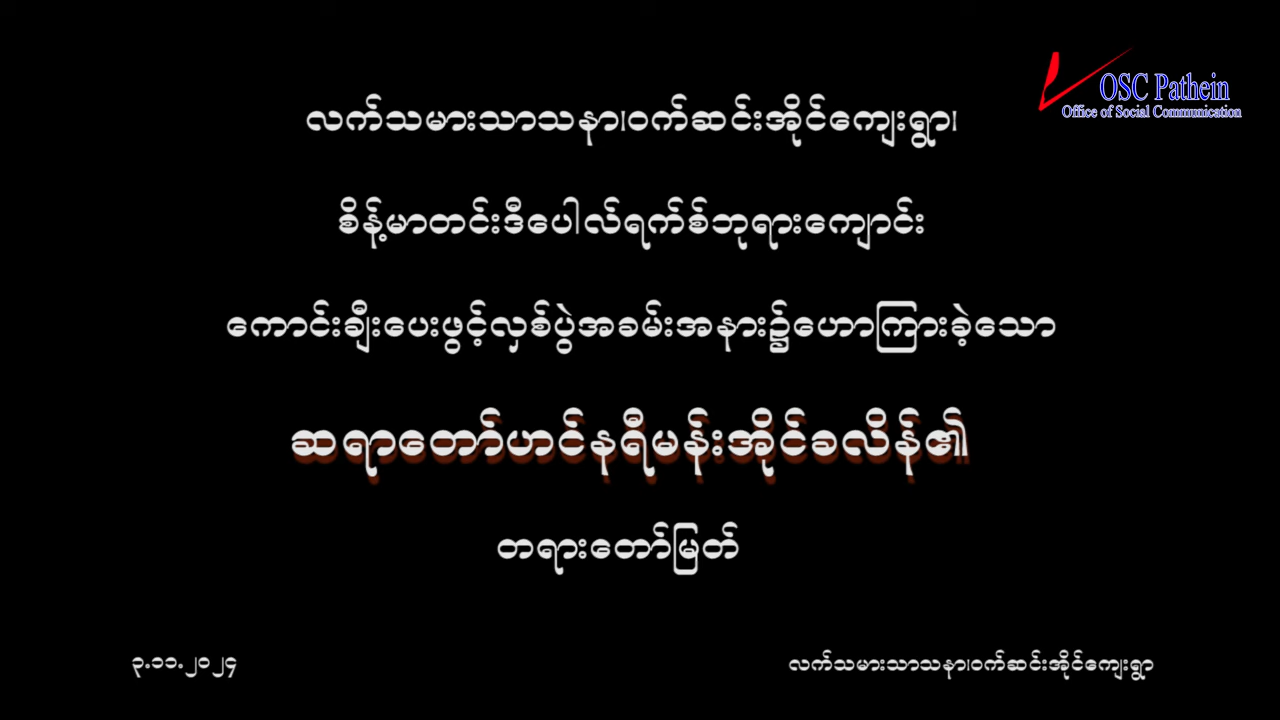 OSC Pathein
Office of Social Communication
လက်သမားသာသနာ၊ဝက်ဆင်းအိုင်ကျေးရွာ၊
စိန့်မာတင်းဒီပေါလ်ရက်စ်ဘုရားကျောင်း
ကောင်းချီးပေးဖွင့်လှစ်ပွဲအခမ်းအနား၌ဟောကြားခဲ့သော
ဆရာတော်ဟင်နရီမန်းအိုင်ခလိန်၏
တရားတော်မြတ်
၃.၁၁.၂၀၂၄
လက်သမားသာသနာ၊ဝက်ဆင်းအိုင်ကျေးရွာ